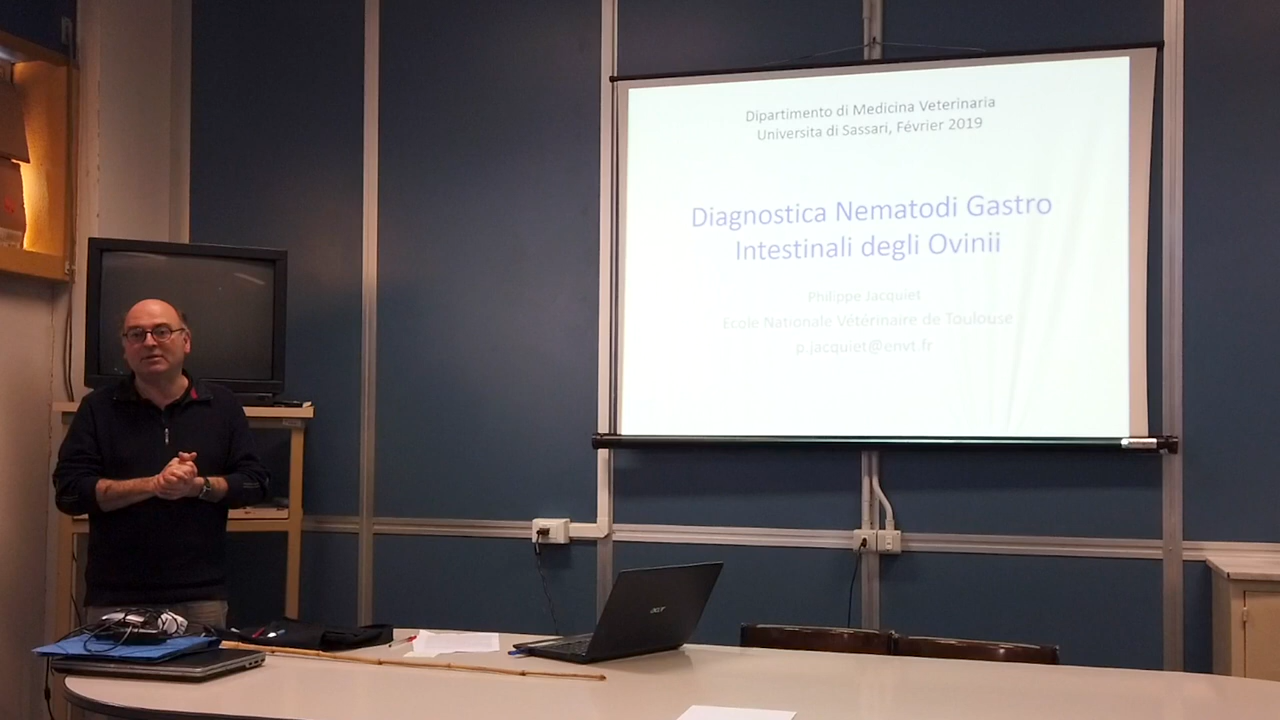 Dipartimento di Medicina Veterinaria
Universita di Sassari, Février 2019
Diagnostica Nematodi Gastro
Intestinali degli Ovinii
Philippe Jacquiet
Ecole Nationale Vétérinaire de Toulouse
p.jacquiet@envt.fr
acer